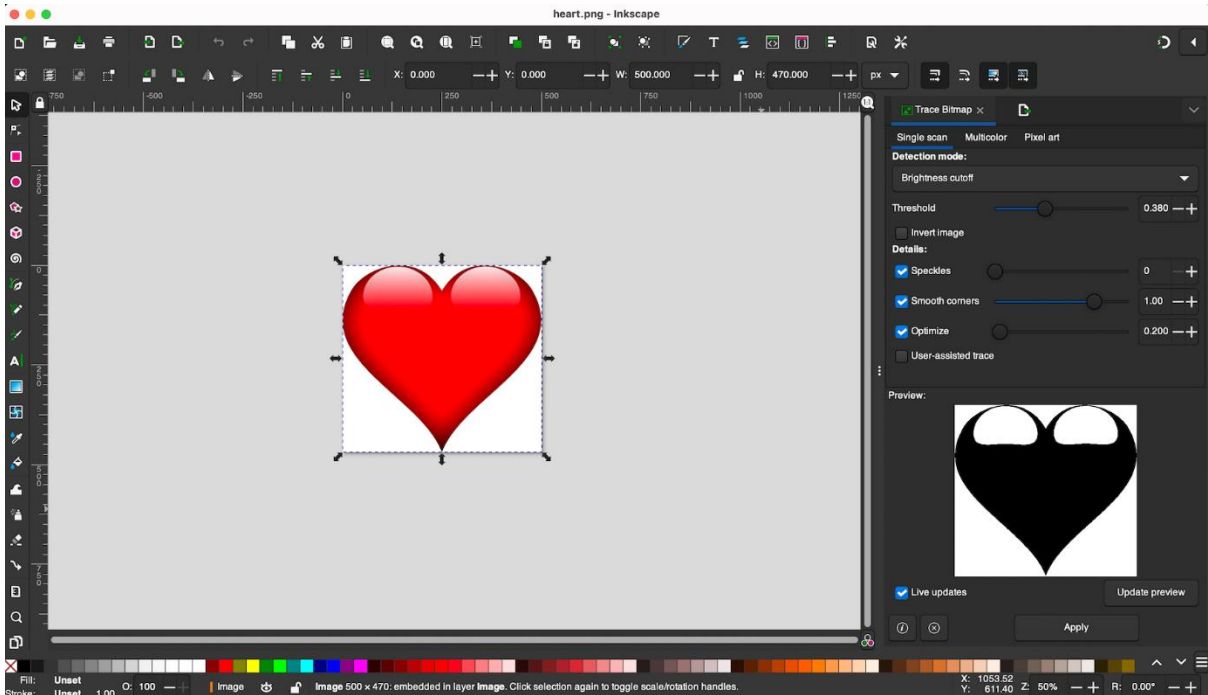 heart.png - Inkscape
X: 0.000 Y: 0.000 W: 500.000 H: 470.000 px
750 -500 -250 0 250 500 750 1000 1250
0
250
500
750
Trace Bitmap
Single scan Multicolor Pixel art
Detection mode:
Brightness cutoff
Threshold 0.380
Invert image
Details:
Speckles 0
Smooth corners 1.00
Optimize 0.200
User-assisted trace
Preview:
Live updates Update preview
Apply
Fill: Unset
Stroke: Unset 1.00
O: 100
Image
Image 500 x 470: embedded in layer Image. Click selection again to toggle scale/rotation handles.
X: 1053.52
Y: 611.40
Z: 50%
R: 0.00°